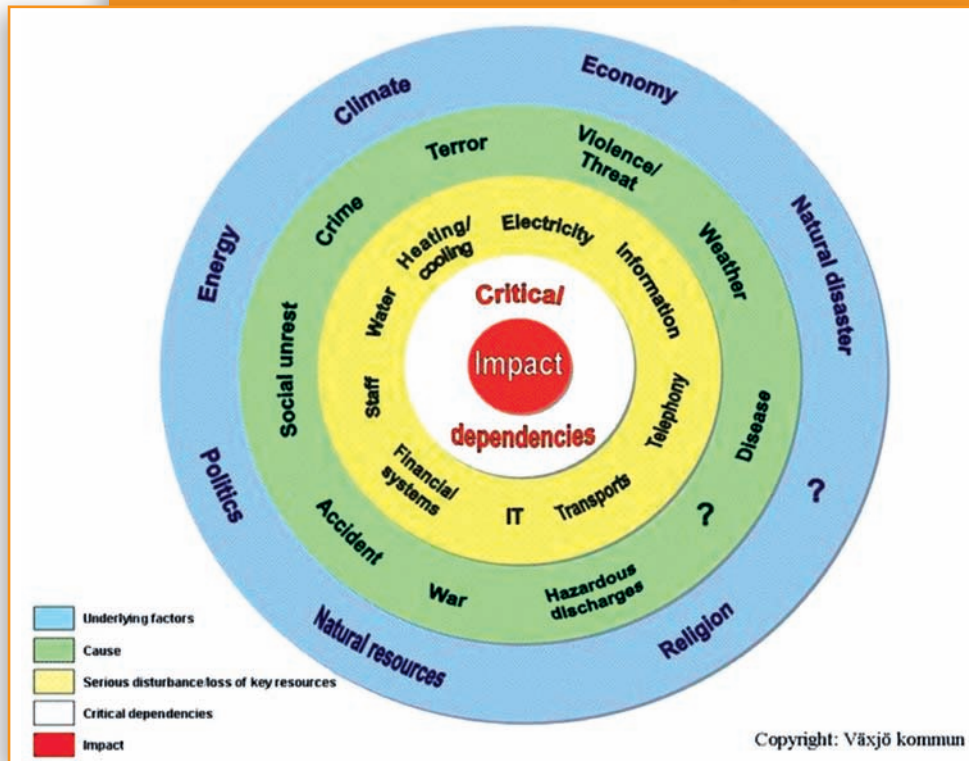 Economy
Natural disaster
?
Religion
Natural resources
Politics
Energy
Climate
Terror
Violence/
Threat
Weather
Disease
?
Hazardous
discharges
War
Accident
Social unrest
Crime
Electricity
Information
Telephony
Transports
IT
Financial
systems
Staff
Water
Heating/
cooling
Critical
Impact
dependencies
Underlying factors
Cause
Serious disturbance/loss of key resources
Critical dependencies
Impact
Copyright: Växjö kommun